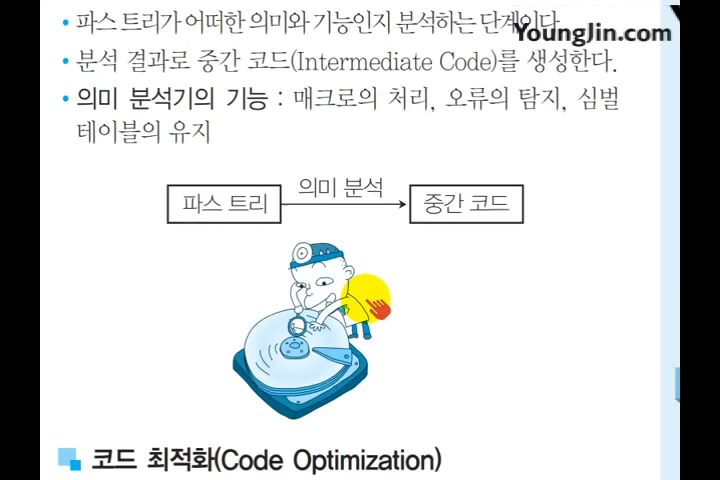 • 파스 트리가 어떠한 의미와 기능인지 분석하는 단계이다.
YoungJin.com
• 분석 결과로 중간 코드(Intermediate Code)를 생성한다.
• 의미 분석기의 기능 : 매크로의 처리, 오류의 탐지, 심벌
테이블의 유지
의미 분석
파스 트리
중간 코드
코드 최적화(Code Optimization)